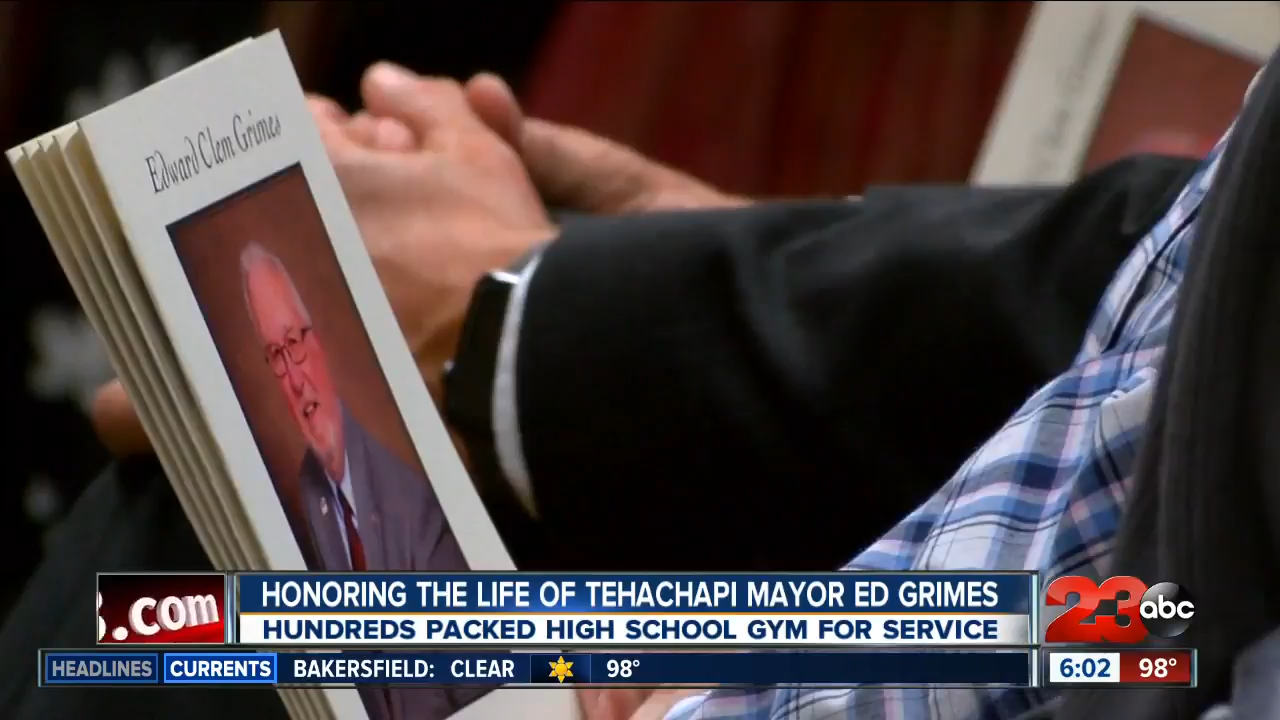 Edward Clem Grimes
.com
HONORING THE LIFE OF TEHACHAPI MAYOR ED GRIMES
HUNDREDS PACKED HIGH SCHOOL GYM FOR SERVICE
23 abc
HEADLINES CURRENTS BAKERSFIELD: CLEAR 98°
6:02 98°